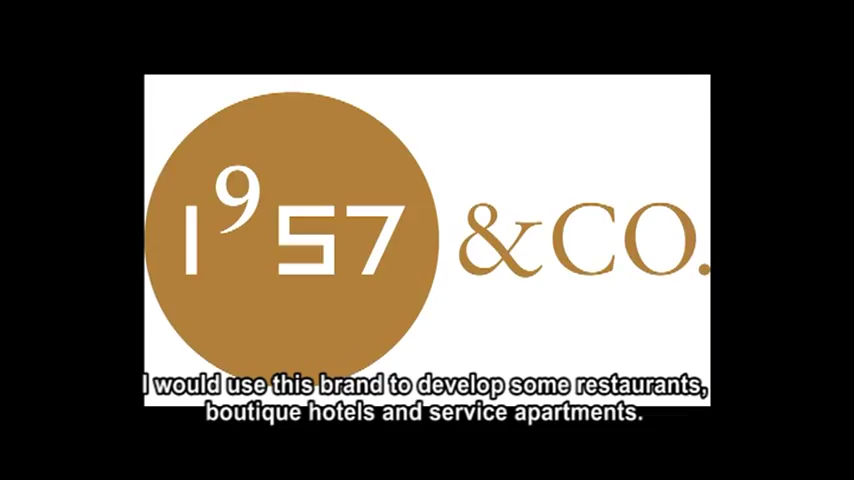 1957 &CO.
I would use this brand to develop some restaurants,
boutique hotels and service apartments.